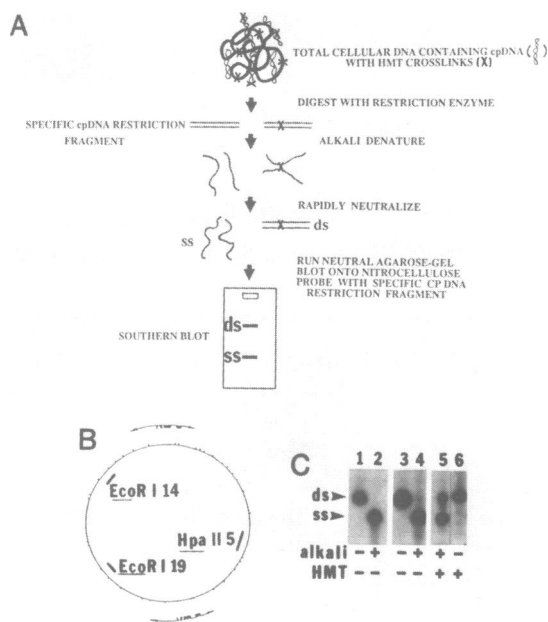 A
TOTAL CELLULAR DNA CONTAINING cpDNA ( )
WITH HMT CROSSLINKS (X)
DIGEST WITH RESTRICTION ENZYME
SPECIFIC cpDNA RESTRICTION
FRAGMENT
ALKALI DENATURE
RAPIDLY NEUTRALIZE
ss
ds
RUN NEUTRAL AGAROSE-GEL
BLOT ONTO NITROCELLULOSE
PROBE WITH SPECIFIC CP DNA
RESTRICTION FRAGMENT
SOUTHERN BLOT
ds
ss
B
EcoR I 14
Hpa II 5
EcoR I 19
C
1 2 3 4 5 6
ds
ss
alkali - + - + + -
HMT - - - - + +